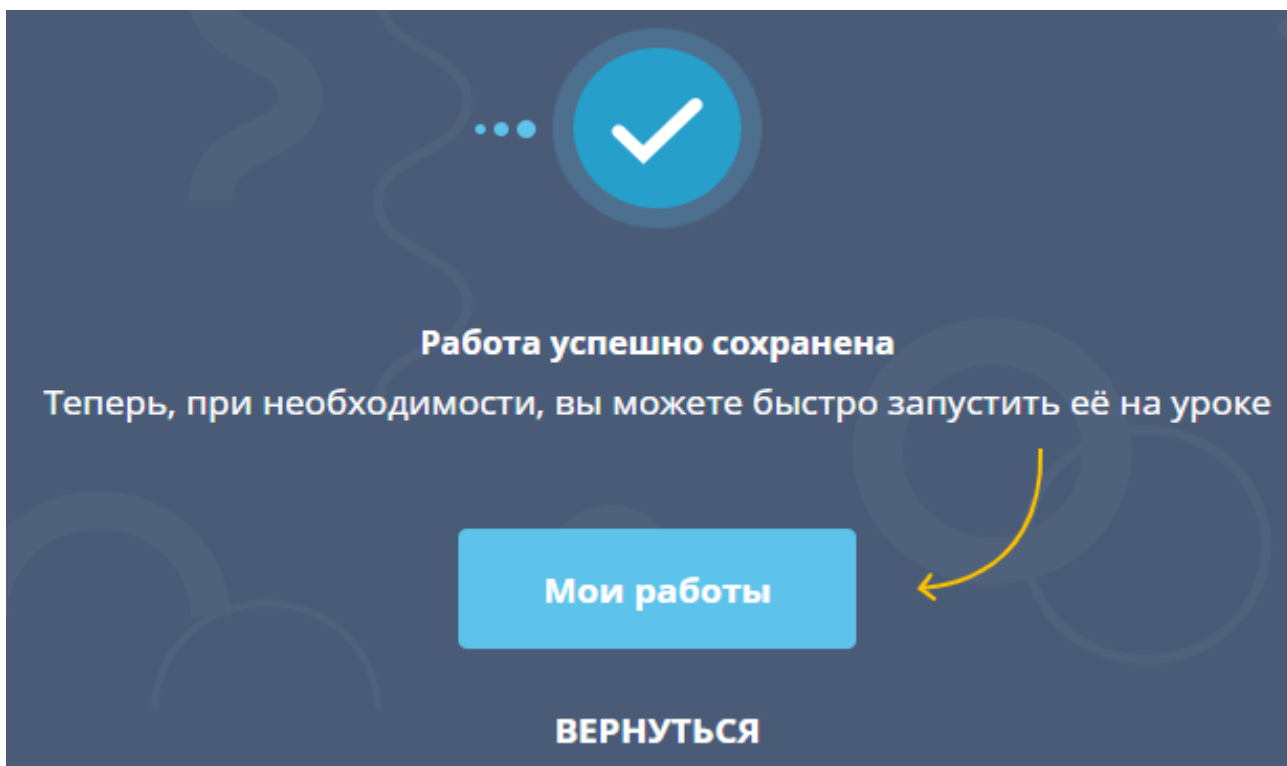 Работа успешно сохранена
Теперь, при необходимости, вы можете быстро запустить её на уроке
Мои работы
ВЕРНУТЬСЯ